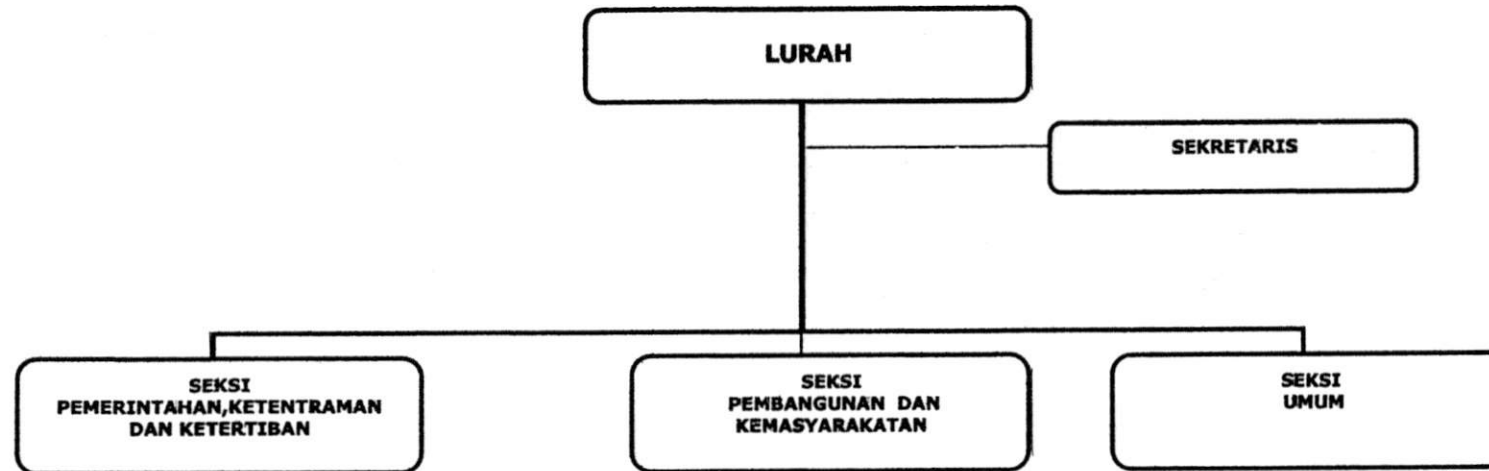 LURAH
SEKRETARIS
SEKSI
PEMERINTAHAN,KETENTRAMAN
DAN KETERTIBAN
SEKSI
PEMBANGUNAN DAN
KEMASYARAKATAN
SEKSI
UMUM